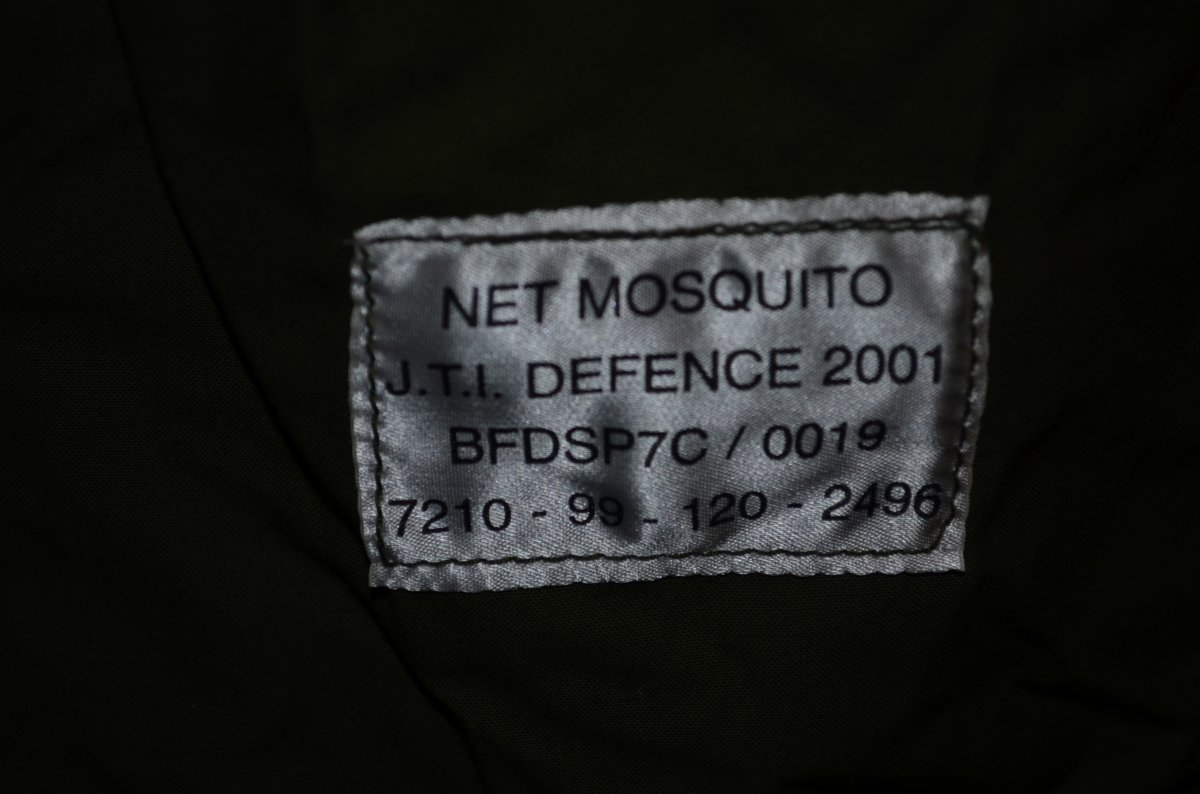 NET MOSQUITO
J.T.I. DEFENCE 2001
BFDSP7C / 0019
7210 - 99 - 120 - 2496